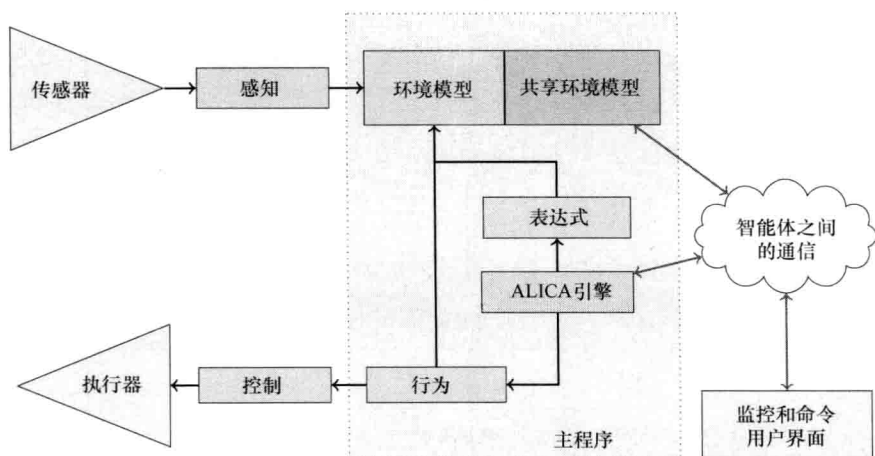 传感器
感知
环境模型
共享环境模型
表达式
智能体之间
的通信
ALICA引擎
执行器
控制
行为
监控和命令
用户界面
主程序